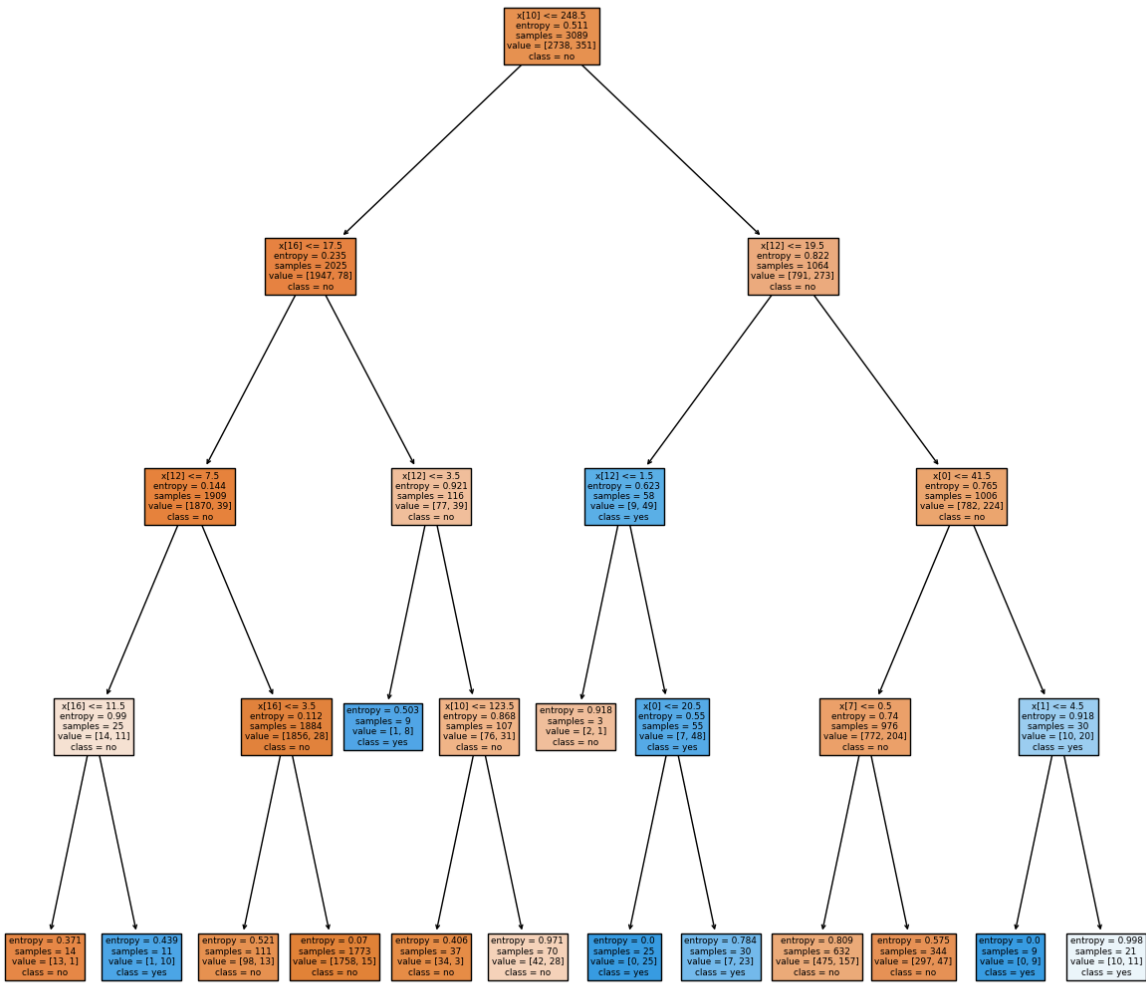 x[10] <= 248.5
entropy = 0.511
samples = 3089
value = [2738, 351]
class = no
x[16] <= 17.5
entropy = 0.235
samples = 2025
value = [1947, 78]
class = no
x[12] <= 19.5
entropy = 0.822
samples = 1064
value = [791, 273]
class = no
x[12] <= 7.5
entropy = 0.144
samples = 1909
value = [1870, 39]
class = no
x[12] <= 3.5
entropy = 0.921
samples = 116
value = [77, 39]
class = no
x[12] <= 1.5
entropy = 0.623
samples = 58
value = [9, 49]
class = yes
x[0] <= 41.5
entropy = 0.765
samples = 1006
value = [782, 224]
class = no
x[16] <= 11.5
entropy = 0.99
samples = 25
value = [14, 11]
class = no
x[16] <= 3.5
entropy = 0.112
samples = 1884
value = [1856, 28]
class = no
entropy = 0.503
samples = 9
value = [1, 8]
class = yes
x[10] <= 123.5
entropy = 0.868
samples = 107
value = [76, 31]
class = no
entropy = 0.918
samples = 3
value = [2, 1]
class = no
x[0] <= 20.5
entropy = 0.55
samples = 55
value = [7, 48]
class = yes
x[7] <= 0.5
entropy = 0.74
samples = 976
value = [772, 204]
class = no
x[1] <= 4.5
entropy = 0.918
samples = 30
value = [10, 20]
class = yes
entropy = 0.371
samples = 14
value = [13, 1]
class = no
entropy = 0.439
samples = 11
value = [1, 10]
class = yes
entropy = 0.521
samples = 111
value = [98, 13]
class = no
entropy = 0.07
samples = 1773
value = [1758, 15]
class = no
entropy = 0.406
samples = 37
value = [34, 3]
class = no
entropy = 0.971
samples = 70
value = [42, 28]
class = no
entropy = 0.0
samples = 25
value = [0, 25]
class = yes
entropy = 0.784
samples = 30
value = [7, 23]
class = yes
entropy = 0.809
samples = 632
value = [475, 157]
class = no
entropy = 0.575
samples = 344
value = [297, 47]
class = no
entropy = 0.0
samples = 9
value = [0, 9]
class = yes
entropy = 0.998
samples = 21
value = [10, 11]
class = yes